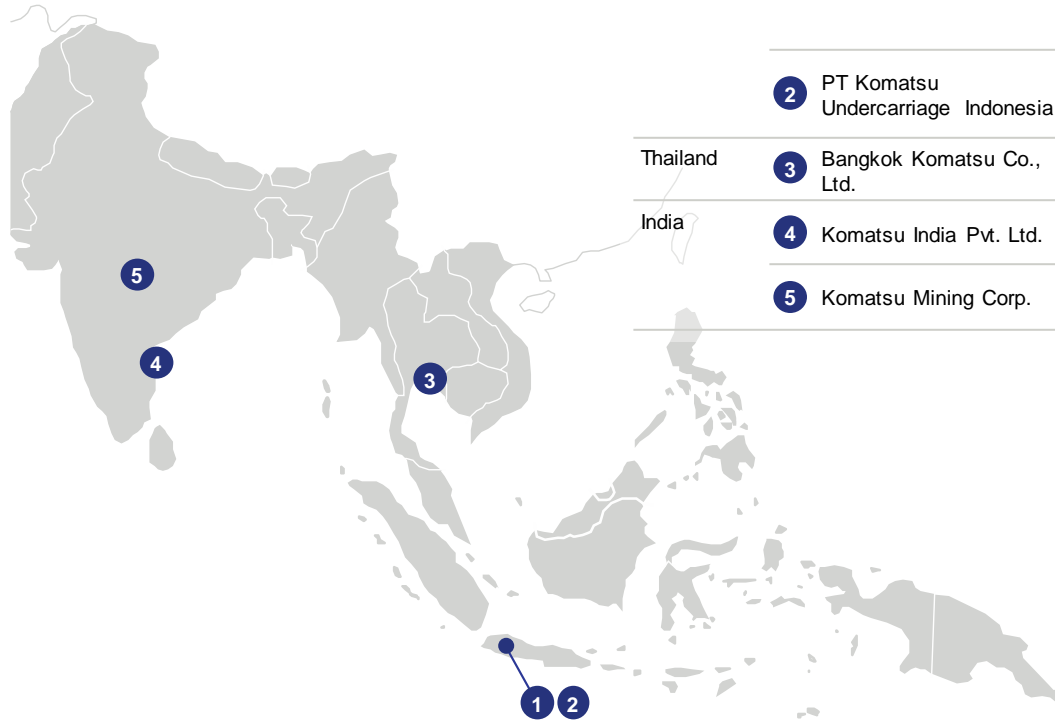 2 PT Komatsu
Undercarriage Indonesia
Thailand 3 Bangkok Komatsu Co.,
Ltd.
India 4 Komatsu India Pvt. Ltd.
5 Komatsu Mining Corp.
5
4
3
1 2